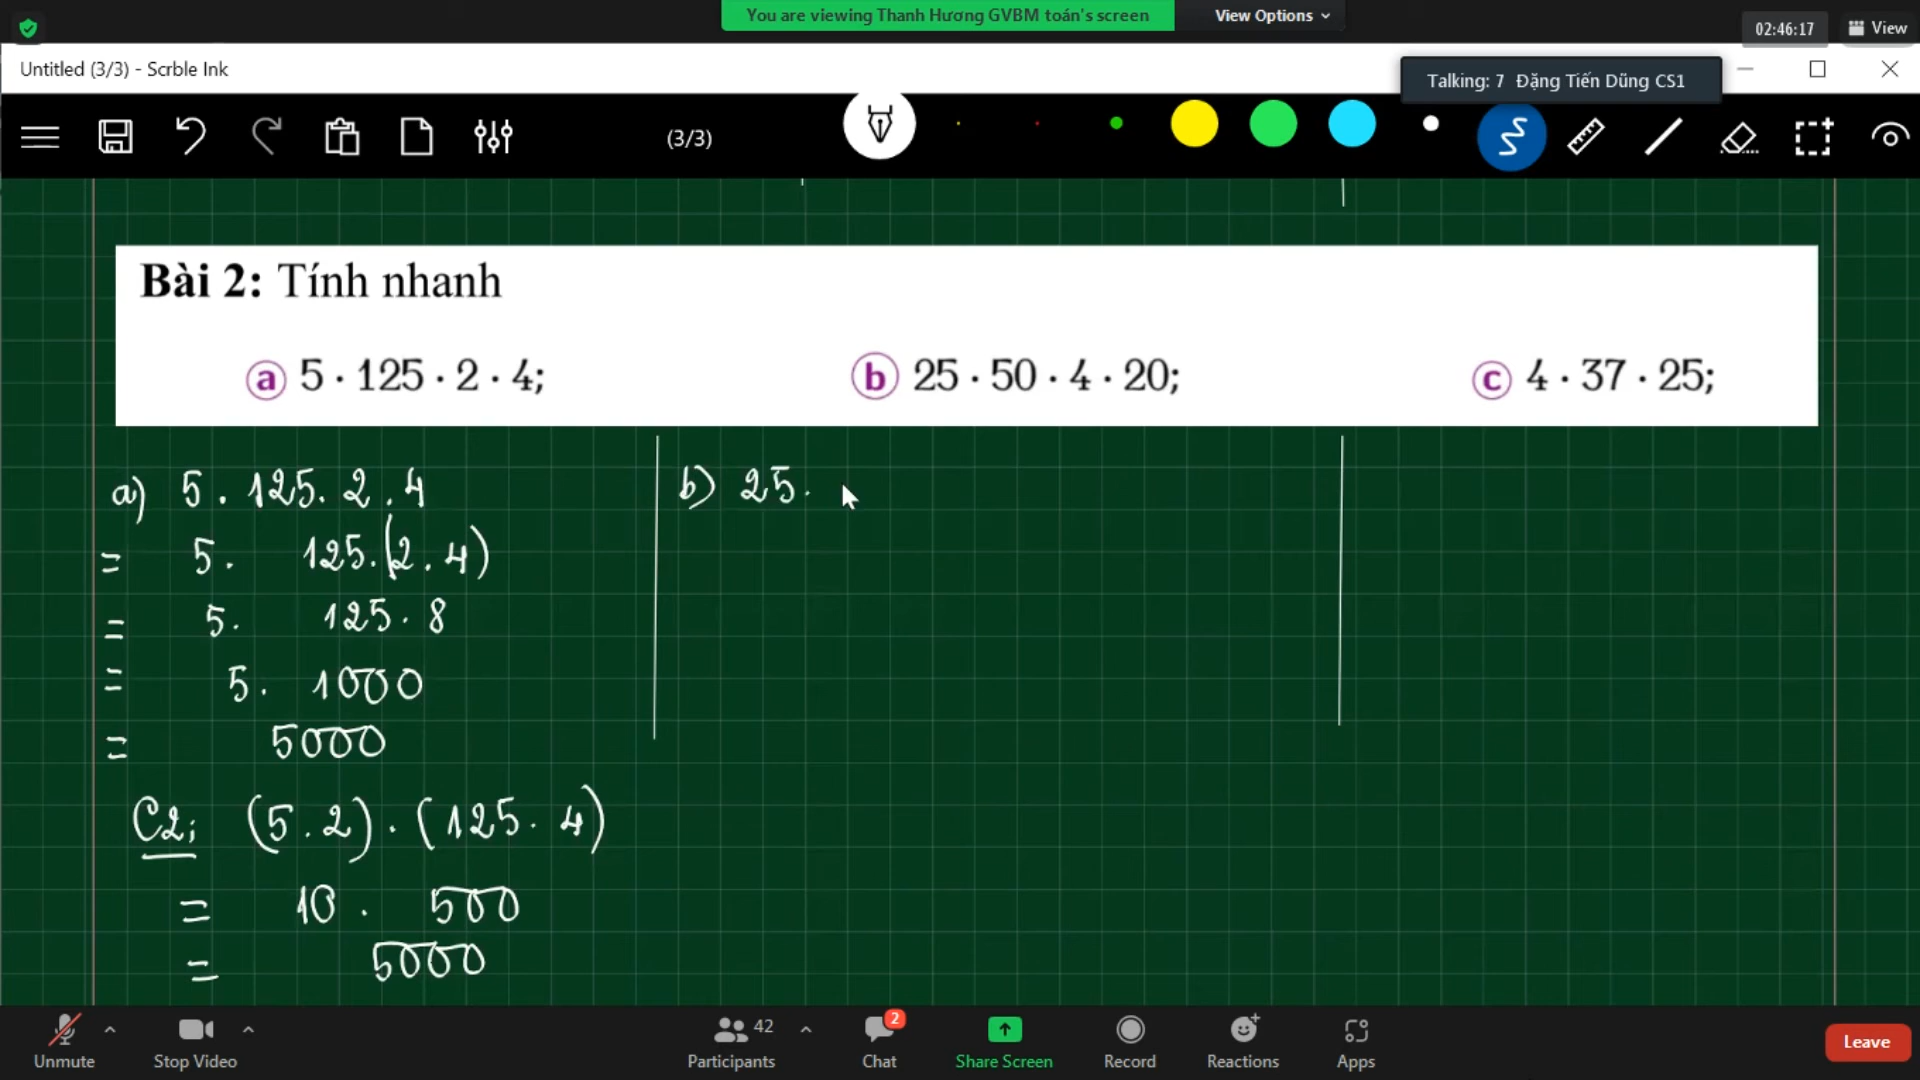 You are viewing Thanh Hương GVBM toán's screen
View Options
02:46:17
View
Untitled (3/3) - Scrble Ink
Talking: 7 Đặng Tiến Dũng CS1
(3/3)
Bài 2: Tính nhanh
a 5 · 125 · 2 · 4;
b 25 · 50 · 4 · 20;
c 4 · 37 · 25;
a) 5 . 125 . 2 . 4
= 5 . 125 . (2 . 4)
= 5 . 125 . 8
= 5 . 1000
= 5000
C2: (5 . 2) . (125 . 4)
= 10 . 500
= 5000
b) 25 .
Unmute
Stop Video
42
Participants
2
Chat
Share Screen
Record
Reactions
Apps
Leave